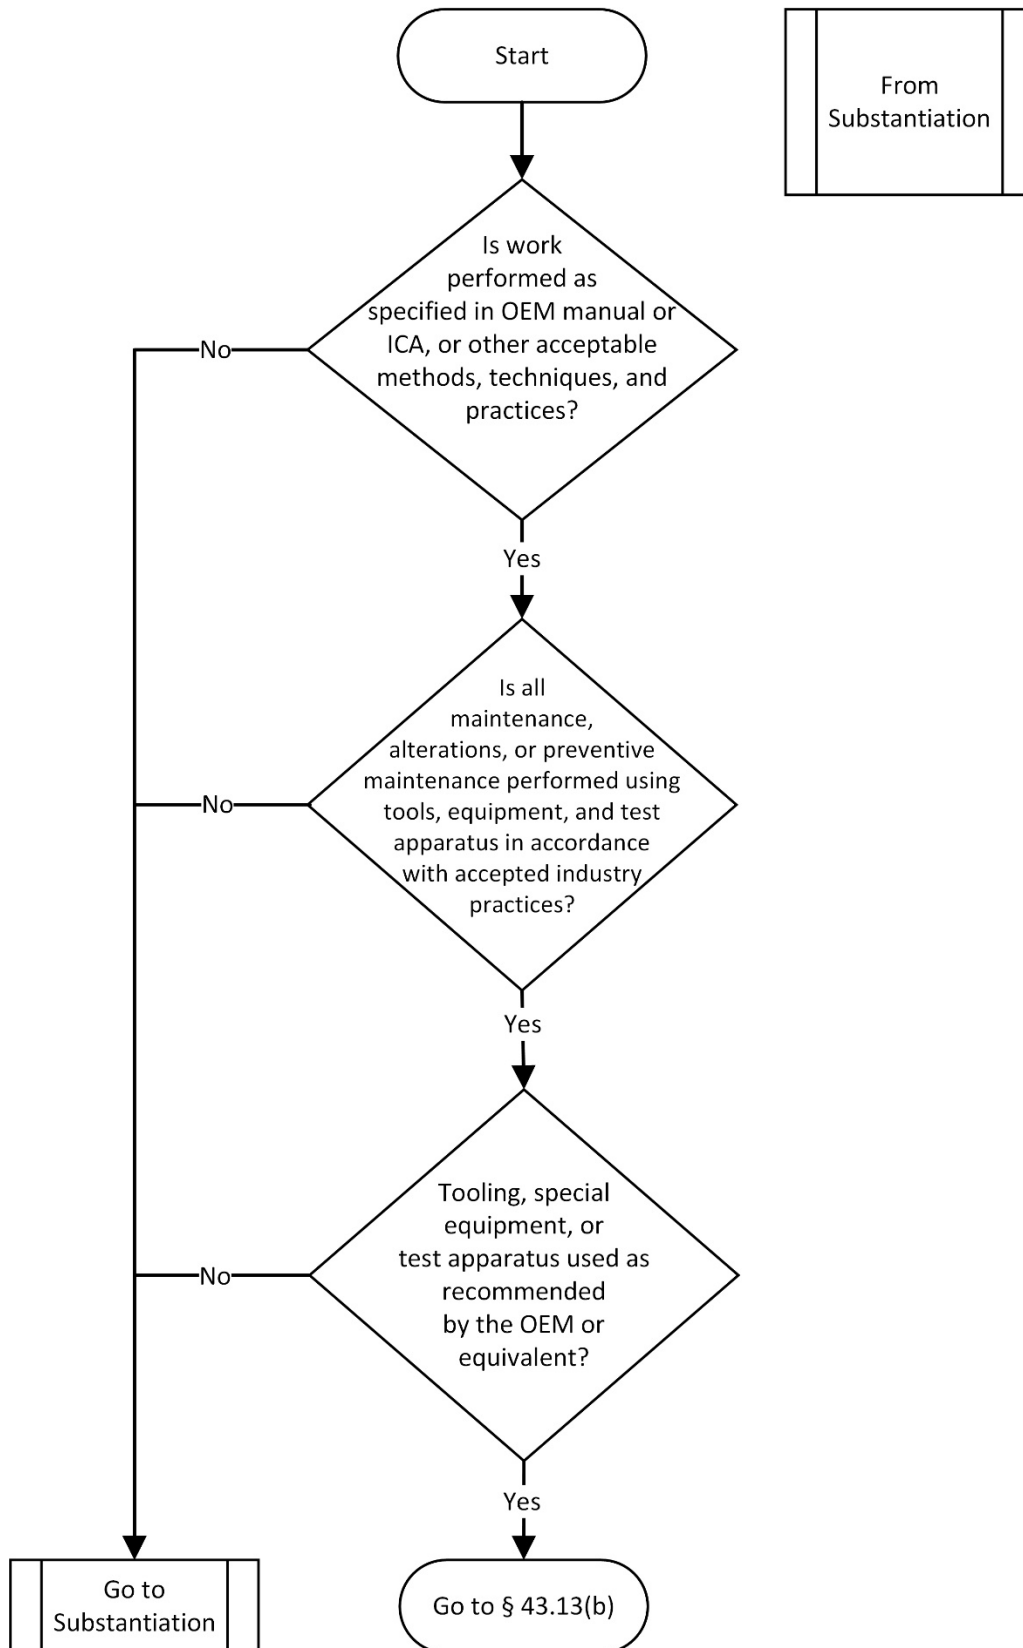 Start
From
Substantiation
Is work
performed as
specified in OEM manual or
ICA, or other acceptable
methods, techniques, and
practices?
No
Yes
Is all
maintenance,
alterations, or preventive
maintenance performed using
tools, equipment, and test
apparatus in accordance
with accepted industry
practices?
No
Yes
Tooling, special
equipment, or
test apparatus used as
recommended
by the OEM or
equivalent?
No
Yes
Go to
Substantiation
Go to § 43.13(b)